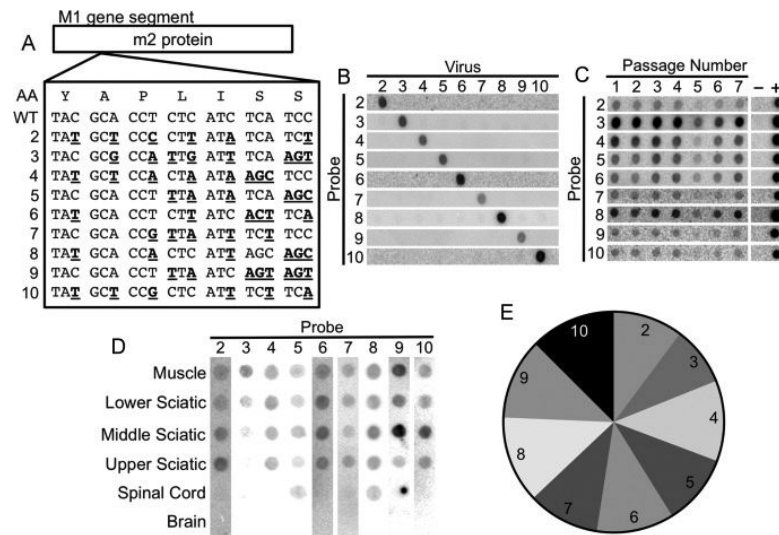 A
M1 gene segment
m2 protein
AA Y A P L I S S
WT TAC GCA CCT CTC ATC TCA TCC
2 TAT GCT CCC CTT ATA TCA TCT
3 TAC GCG CCA TTG ATT TCA AGT
4 TAT GCT CCA CTA ATA AGC TCC
5 TAC GCA CCC TTA ATA TCA AGC
6 TAT GCA CCT CTT ATC ACT TCA
7 TAC GCA CCG TTA ATT TCT TCC
8 TAT GCA CCA CTC ATT AGC AGC
9 TAC GCA CCT TTA ATC AGT AGT
10 TAT GCT CCG CTC ATT TCT TCA
B
Virus
2 3 4 5 6 7 8 9 10
Probe
2
3
4
5
6
7
8
9
10
C
Passage Number
1 2 3 4 5 6 7 – +
Probe
2
3
4
5
6
7
8
9
10
D
Probe
2 3 4 5 6 7 8 9 10
Muscle
Lower Sciatic
Middle Sciatic
Upper Sciatic
Spinal Cord
Brain
E
10 2
3
4
5
6
7
8
9